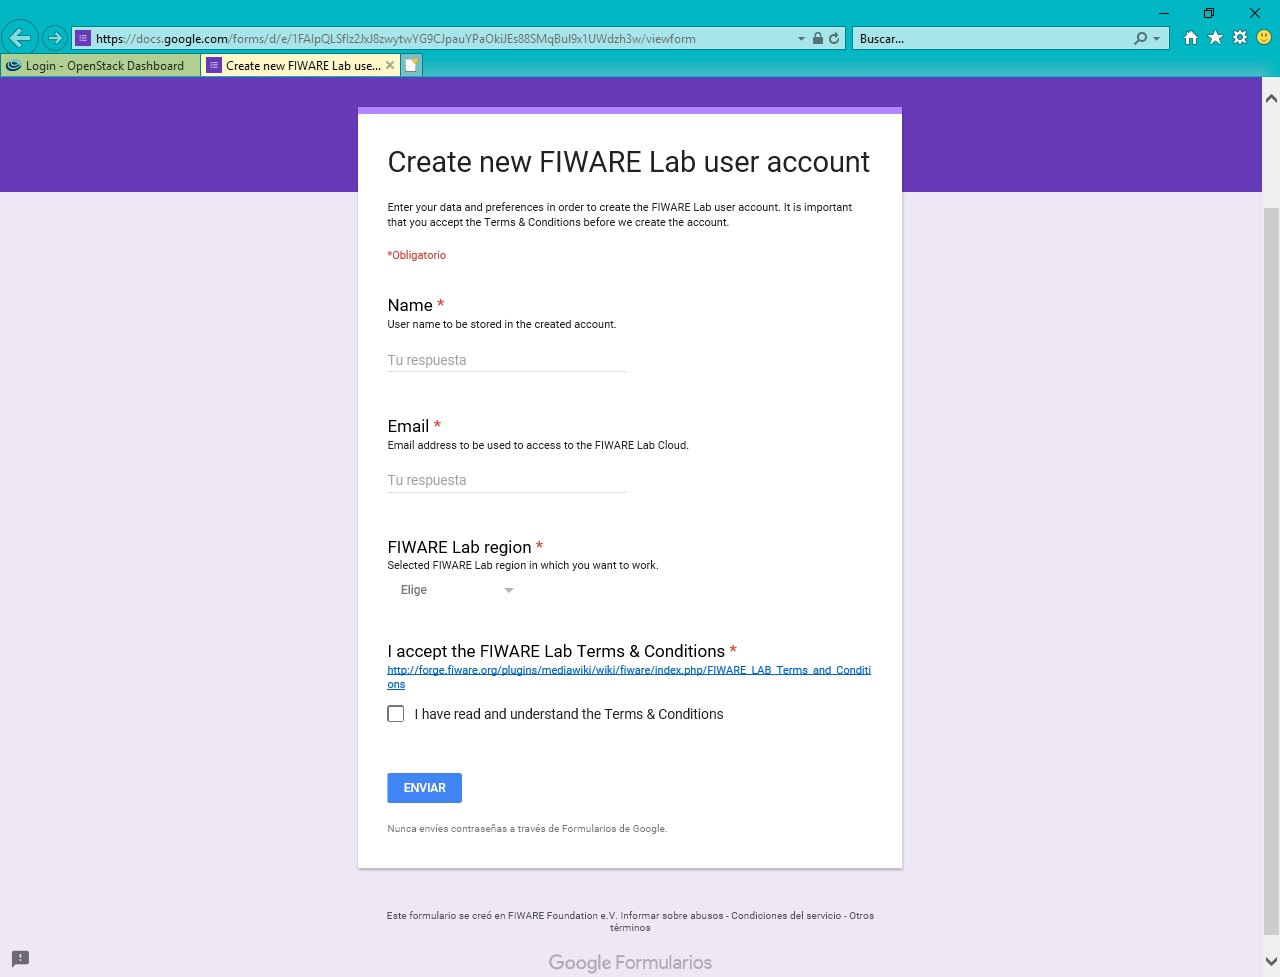 https://docs.google.com/forms/d/e/1FAIpQLSfIz2JxJ8zwytwYG9CJpauYPaOkiJEs88SMqBuI9x1UWdzh3w/viewform
Buscar...
Login - OpenStack Dashboard
Create new FIWARE Lab use...
Create new FIWARE Lab user account
Enter your data and preferences in order to create the FIWARE Lab user account. It is important
that you accept the Terms & Conditions before we create the account.
*Obligatorio
Name *
User name to be stored in the created account.
Tu respuesta
Email *
Email address to be used to access to the FIWARE Lab Cloud.
Tu respuesta
FIWARE Lab region *
Selected FIWARE Lab region in which you want to work.
Elige
I accept the FIWARE Lab Terms & Conditions *
http://forge.fiware.org/plugins/mediawiki/wiki/fiware/index.php/FIWARE_LAB_Terms_and_Conditi
ons
I have read and understand the Terms & Conditions
ENVIAR
Nunca envíes contraseñas a través de Formularios de Google.
Este formulario se creó en FIWARE Foundation e.V. Informar sobre abusos - Condiciones del servicio - Otros
términos
Google Formularios